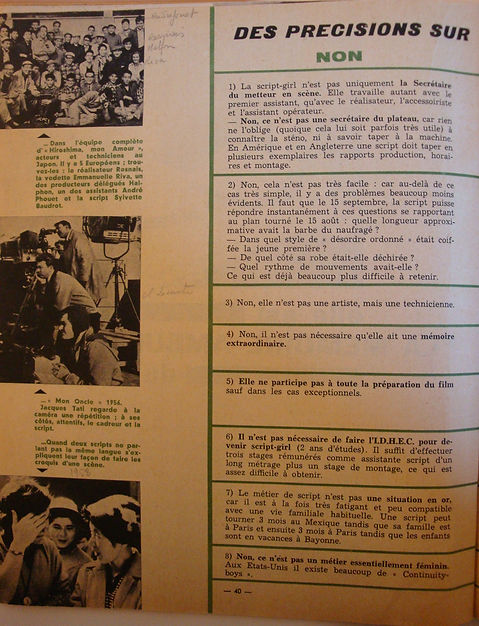 DES PRECISIONS SUR
NON
...Dans l'équipe complète
d'« Hiroshima, mon Amour »,
acteurs et techniciens au
Japon. Il y a 5 Européens : trou-
vez-les : le réalisateur Resnais,
la vedette Emmanuelle Riva, un
des producteurs délégués Hal-
phon, un des assistants André
Phouet et la script Sylvette
Baudrot.
... « Mon Oncle » 1956.
Jacques Tati regarde à la
caméra une répétition ; à ses
côtés, attentifs, le cadreur et la
script.
...Quand deux scripts ne par-
lant pas la même langue s'ex-
pliquent leur façon de faire les
croquis d'une scène.
1958
1) La script-girl n'est pas uniquement la Secrétaire
du metteur en scène. Elle travaille autant avec le
premier assistant, qu'avec le réalisateur, l'accessoiriste
et l'assistant opérateur.
— Non, ce n'est pas une secrétaire du plateau, car rien
ne l'oblige (quoique cela lui soit parfois très utile) à
connaître la sténo, ni à savoir taper à la machine.
En Amérique et en Angleterre une script doit taper en
plusieurs exemplaires les rapports production, horai-
res et montage.
2) Non, cela n'est pas très facile : car au-delà de ce
cas très simple, il y a des problèmes beaucoup moins
évidents. Il faut que le 15 septembre, la script puisse
répondre instantanément à ces questions se rapportant
au plan tourné le 15 août : quelle longueur appro-
ximative avait la barbe du naufragé ?
— Dans quel style de « désordre ordonné » était coif-
fée la jeune première ?
— De quel côté sa robe était-elle déchirée ?
— Quel rythme de mouvements avait-elle ?
Ce qui est déjà beaucoup plus difficile à retenir.
3) Non, elle n'est pas une artiste, mais une technicienne.
4) Non, il n'est pas nécessaire qu'elle ait une mémoire
extraordinaire.
5) Elle ne participe pas à toute la préparation du film
sauf dans les cas exceptionnels.
6) Il n'est pas nécessaire de faire l'I.D.H.E.C. pour de-
venir script-girl (2 ans d'études). Il suffit d'effectuer
trois stages rémunérés comme assistante script d'un
long métrage plus un stage de montage, ce qui est
assez difficile à obtenir.
7) Le métier de script n'est pas une situation en or,
car il est à la fois très fatigant et peu compatible
avec une vie familiale habituelle. Une script peut
tourner 3 mois au Mexique tandis que sa famille est
à Paris et ensuite 3 mois à Paris tandis que les enfants
sont en vacances à Bayonne.
8) Non, ce n'est pas un métier essentiellement féminin.
Aux Etats-Unis il existe beaucoup de « Continuity-
boys ».
— 40 —